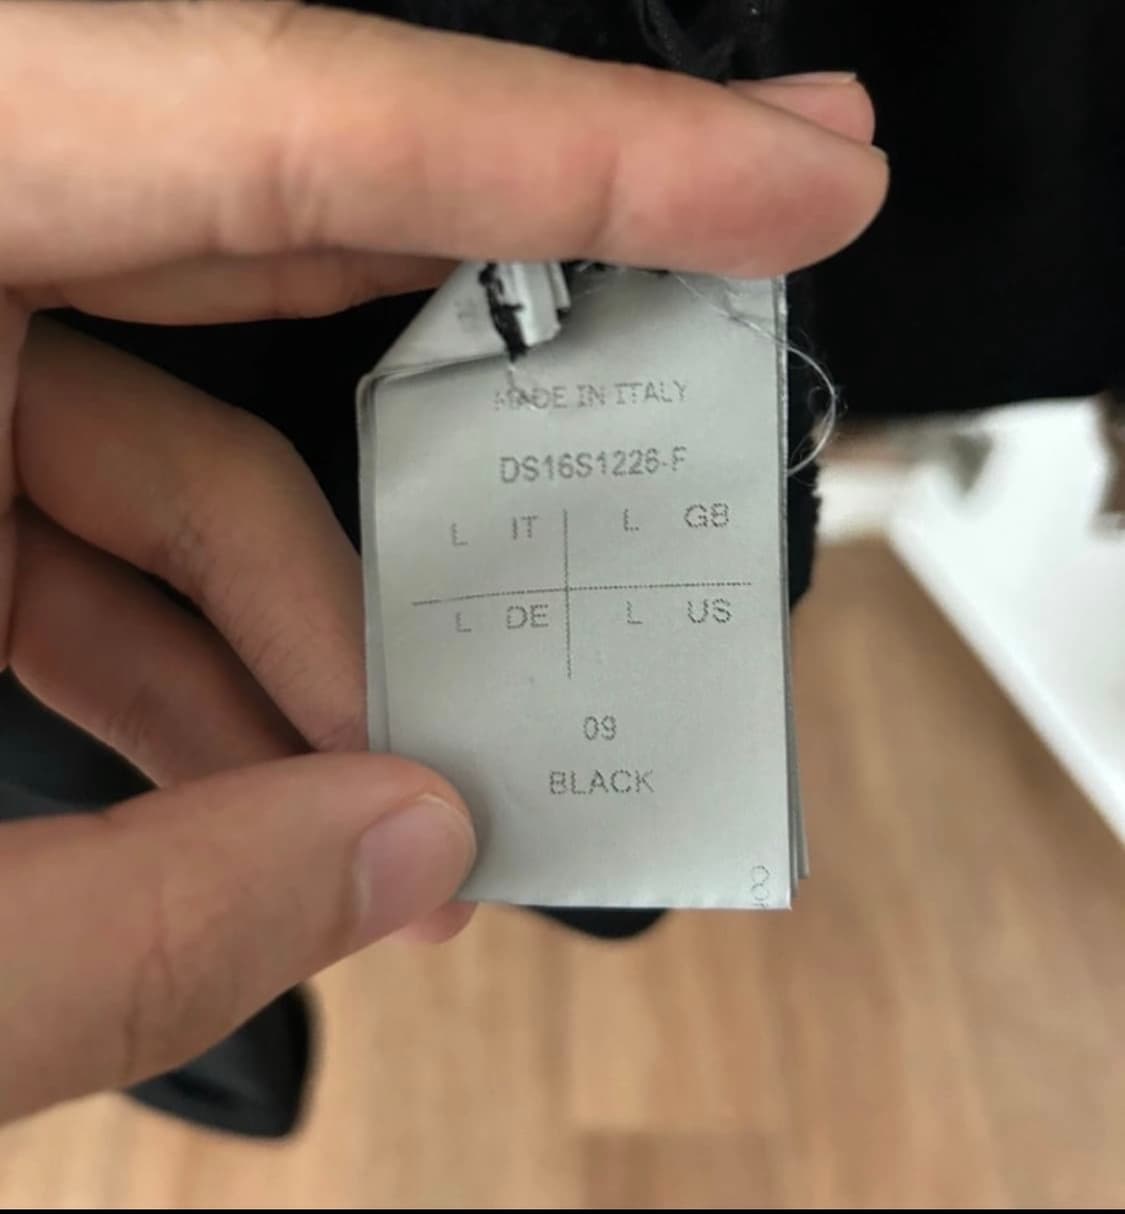 MADE IN ITALY
DS16S1226-F
L IT L GB
L DE L US
09
BLACK